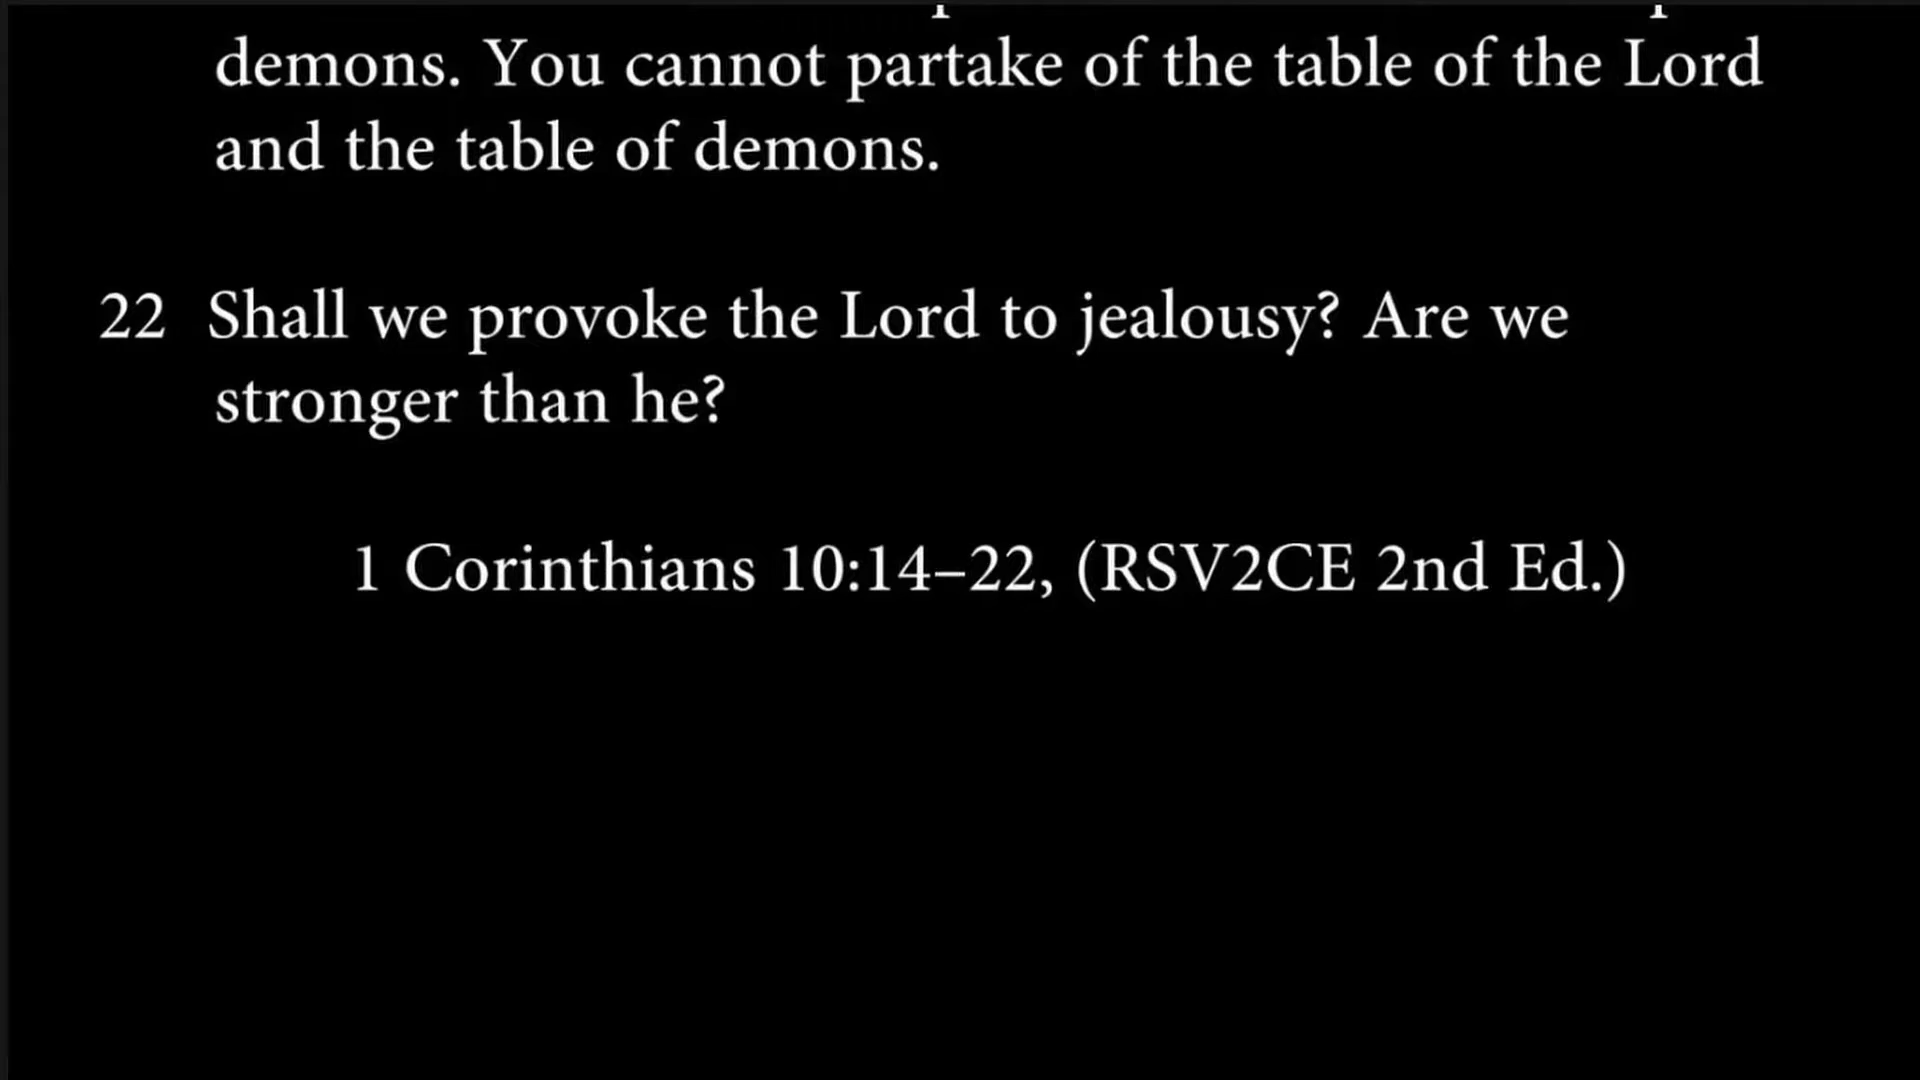 demons. You cannot partake of the table of the Lord
and the table of demons.
22 Shall we provoke the Lord to jealousy? Are we
stronger than he?
1 Corinthians 10:14–22, (RSV2CE 2nd Ed.)